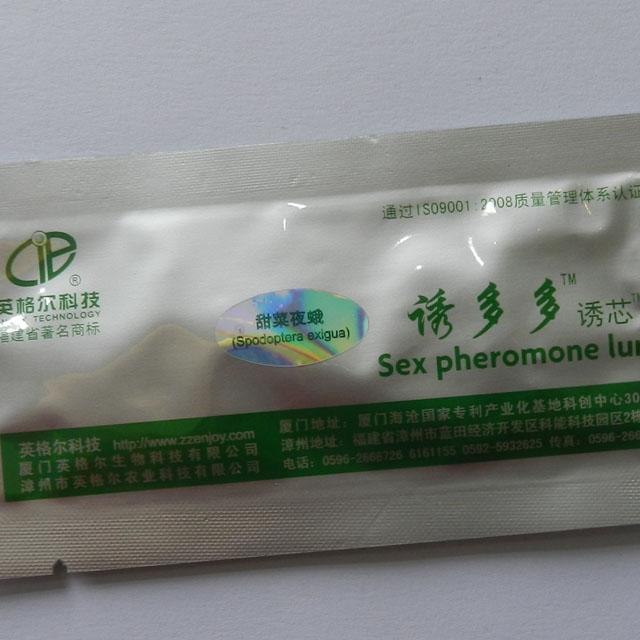 通过ISO9001:2008质量管理体系认证
英格尔科技
TECHNOLOGY
福建省著名商标
甜菜夜蛾
(Spodoptera exigua)
诱多多™ 诱芯
Sex pheromone lur
英格尔科技 http://www.zzenjoy.com
厦门英格尔生物科技有限公司
漳州市英格尔农业科技有限公司
厦门地址：厦门海沧国家专利产业化基地科创中心30
漳州地址：福建省漳州市蓝田经济开发区科能科技园区2
电话：0596-2668726 6161155 0592-5932625 传真：0596-26